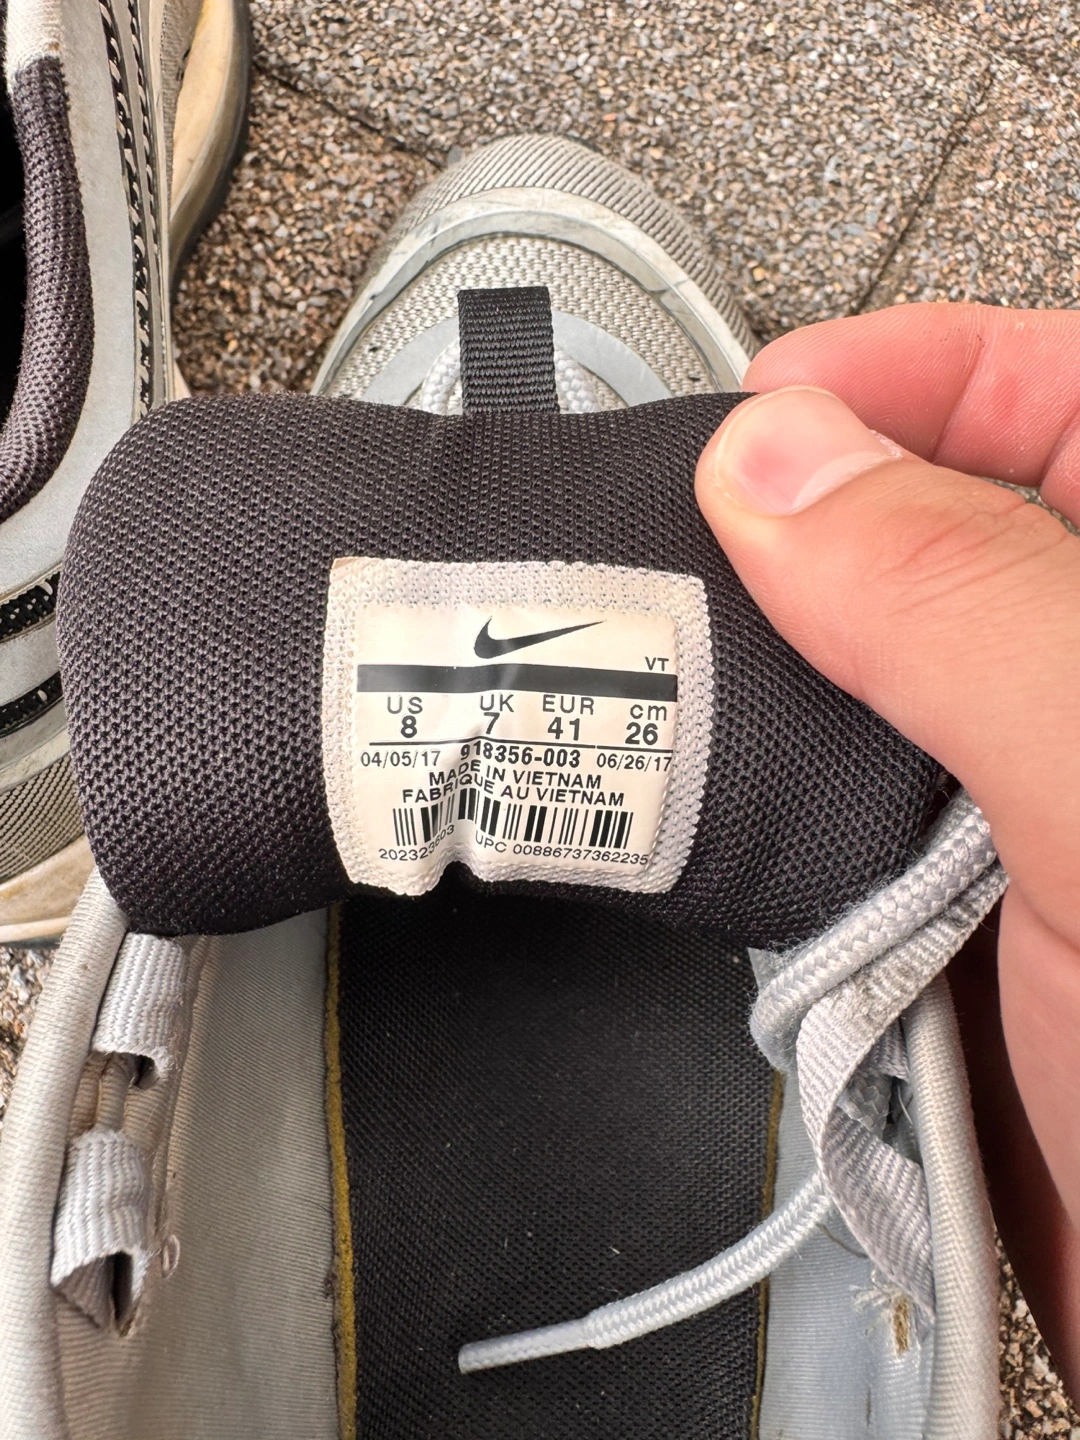 VT
US UK EUR cm
8 7 41 26
04/05/17 918356-003 06/26/17
MADE IN VIETNAM
FABRIQUE AU VIETNAM
UPC 00886737362235